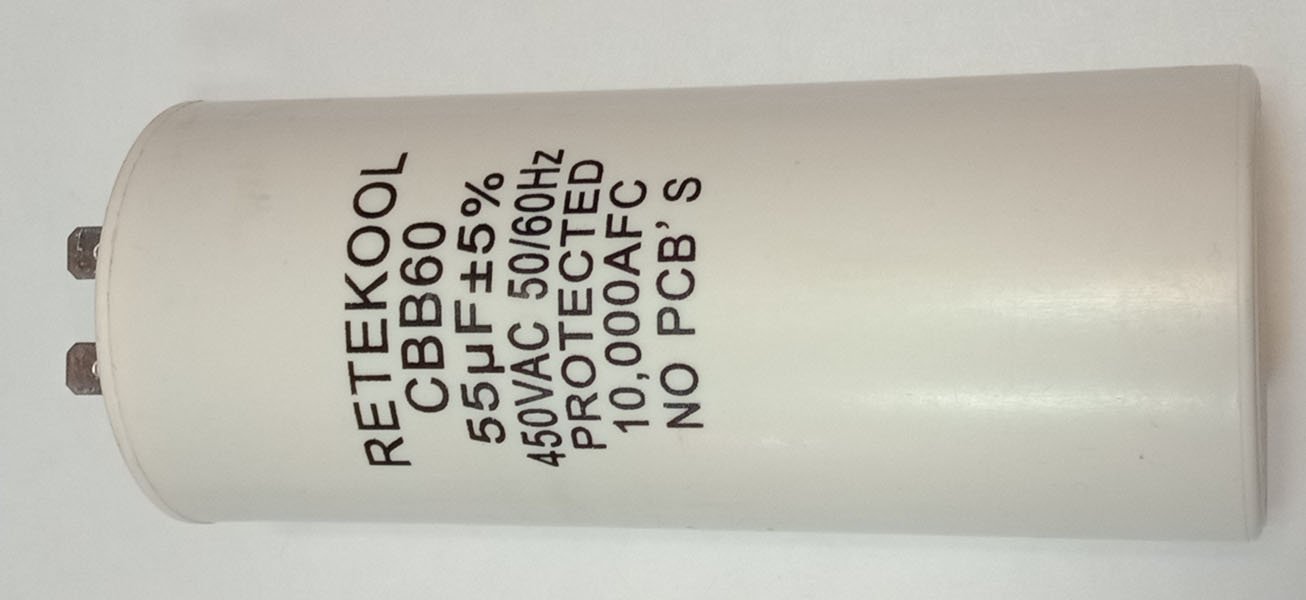 RETEKOOL
CBB60
55µF±5%
450VAC 50/60Hz
PROTECTED
10,000AFC
NO PCB'S